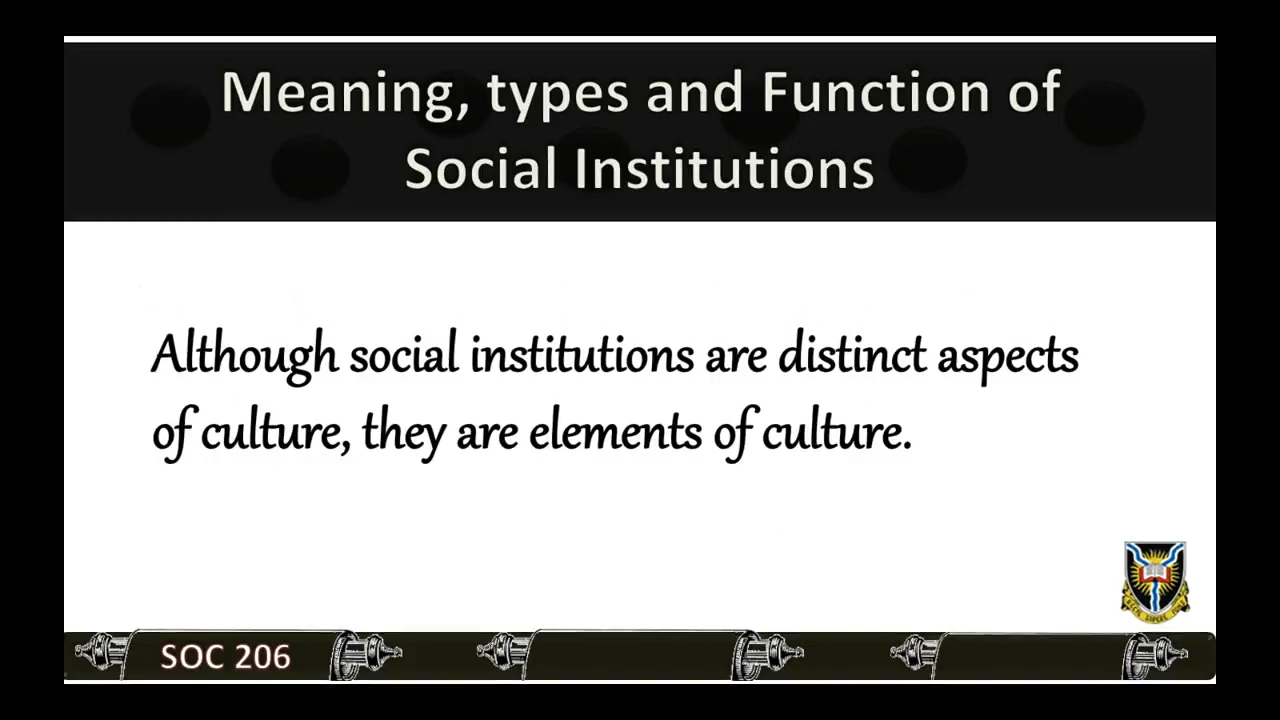 Meaning, types and Function of
Social Institutions
Although social institutions are distinct aspects
of culture, they are elements of culture.
SOC 206